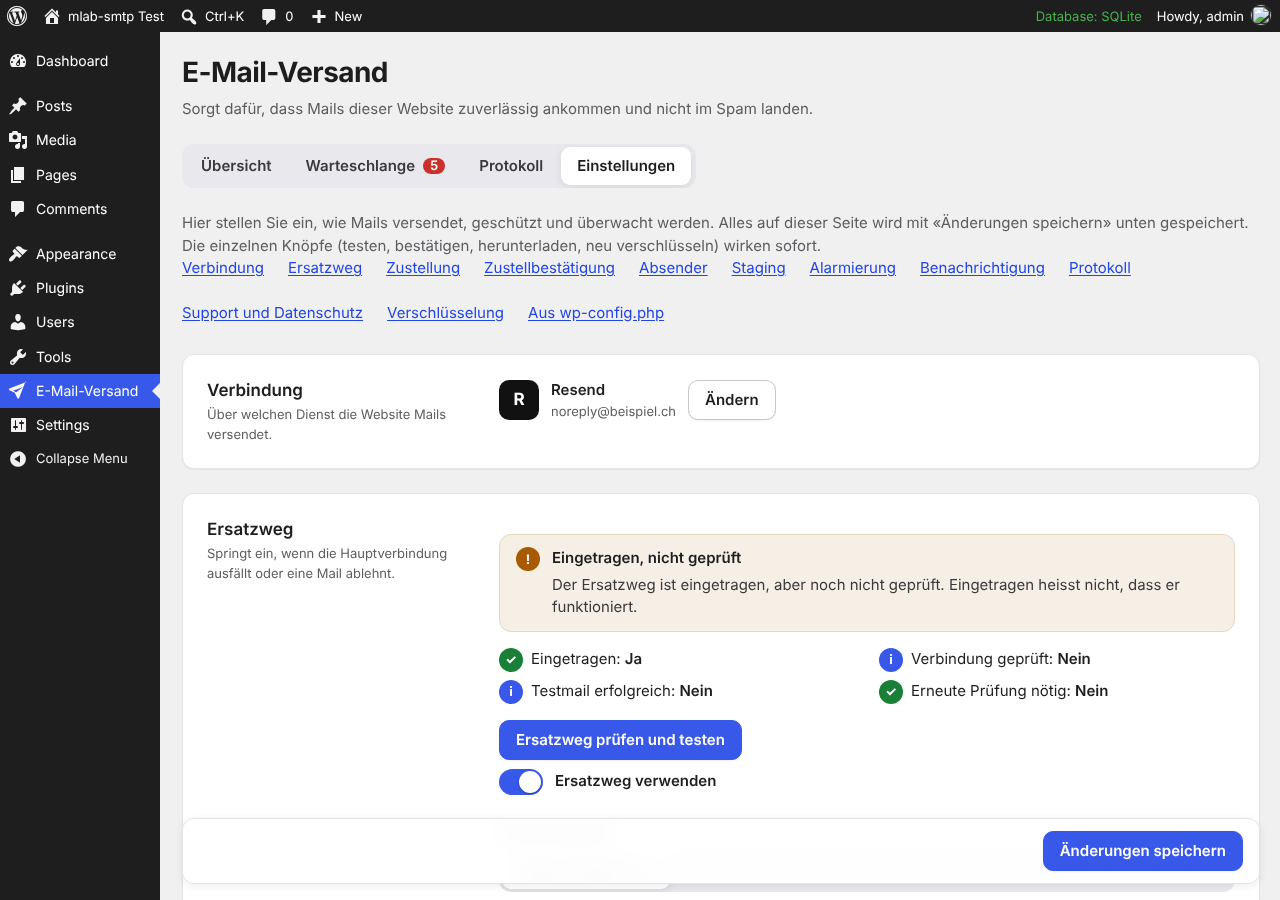 mlab-smtp Test
Ctrl+K
0
New
Database: SQLite
Howdy, admin
Dashboard
Posts
Media
Pages
Comments
Appearance
Plugins
Users
Tools
E-Mail-Versand
Settings
Collapse Menu
E-Mail-Versand
Sorgt dafür, dass Mails dieser Website zuverlässig ankommen und nicht im Spam landen.
Übersicht
Warteschlange 5
Protokoll
Einstellungen
Hier stellen Sie ein, wie Mails versendet, geschützt und überwacht werden. Alles auf dieser Seite wird mit «Änderungen speichern» unten gespeichert.
Die einzelnen Knöpfe (testen, bestätigen, herunterladen, neu verschlüsseln) wirken sofort.
Verbindung Ersatzweg Zustellung Zustellbestätigung Absender Staging Alarmierung Benachrichtigung Protokoll
Support und Datenschutz Verschlüsselung Aus wp-config.php
Verbindung
Über welchen Dienst die Website Mails
versendet.
R
Resend
noreply@beispiel.ch
Ändern
Ersatzweg
Springt ein, wenn die Hauptverbindung
ausfällt oder eine Mail ablehnt.
Eingetragen, nicht geprüft
Der Ersatzweg ist eingetragen, aber noch nicht geprüft. Eingetragen heisst nicht, dass er
funktioniert.
Eingetragen: Ja
Verbindung geprüft: Nein
Testmail erfolgreich: Nein
Erneute Prüfung nötig: Nein
Ersatzweg prüfen und testen
Ersatzweg verwenden
Änderungen speichern